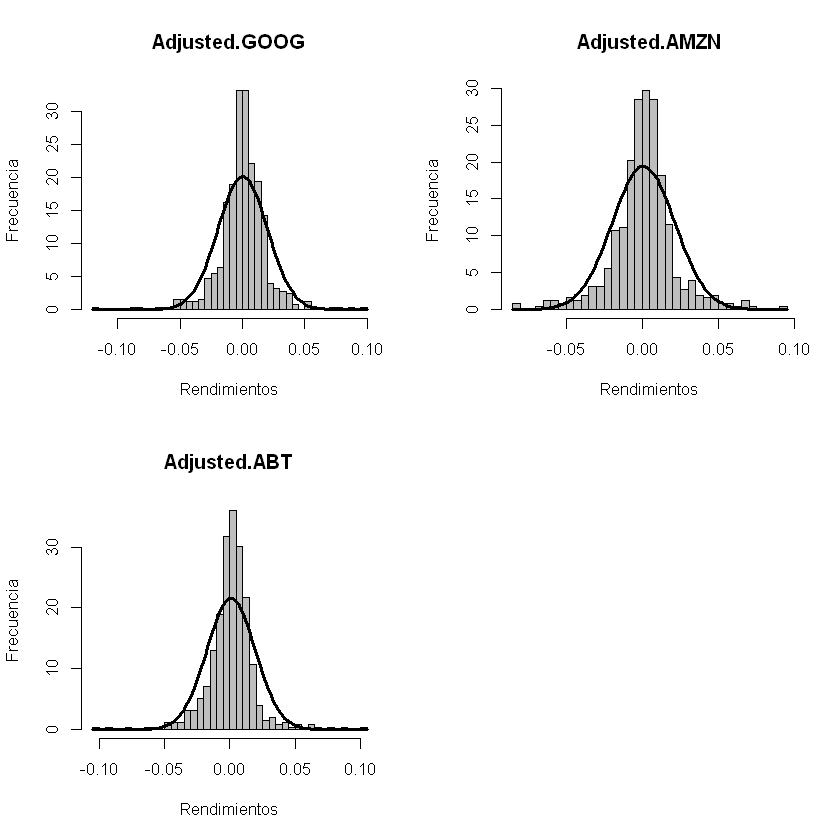 Adjusted.GOOG
Frecuencia
0 5 10 15 20 25 30
-0.10 -0.05 0.00 0.05 0.10
Rendimientos
Adjusted.AMZN
Frecuencia
0 5 10 15 20 25 30
-0.05 0.00 0.05 0.10
Rendimientos
Adjusted.ABT
Frecuencia
0 10 20 30
-0.10 -0.05 0.00 0.05 0.10
Rendimientos